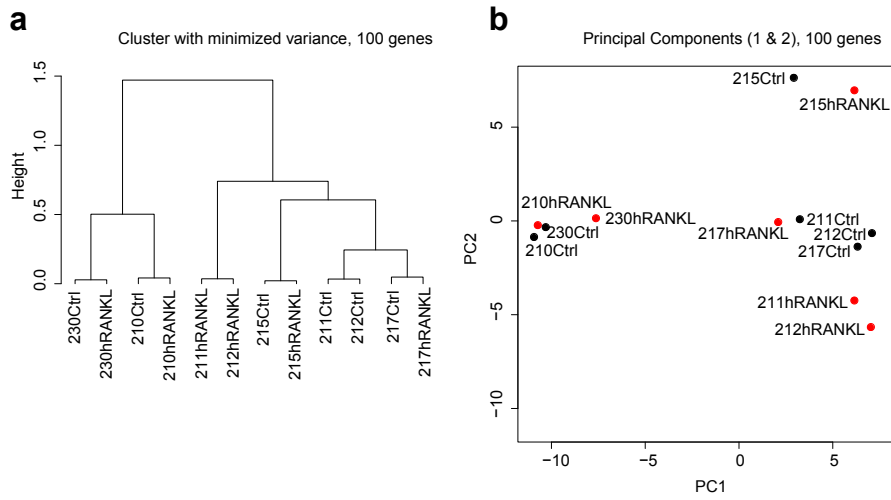 a
Cluster with minimized variance, 100 genes
Height
1.5
1.0
0.5
0.0
230Ctrl
230hRANKL
210Ctrl
210hRANKL
211hRANKL
212hRANKL
215Ctrl
215hRANKL
211Ctrl
212Ctrl
217Ctrl
217hRANKL
b
Principal Components (1 & 2), 100 genes
PC2
5
0
−5
−10
215Ctrl
215hRANKL
210hRANKL
230hRANKL
230Ctrl
210Ctrl
217hRANKL
211Ctrl
212Ctrl
217Ctrl
211hRANKL
212hRANKL
−10
−5
0
5
PC1